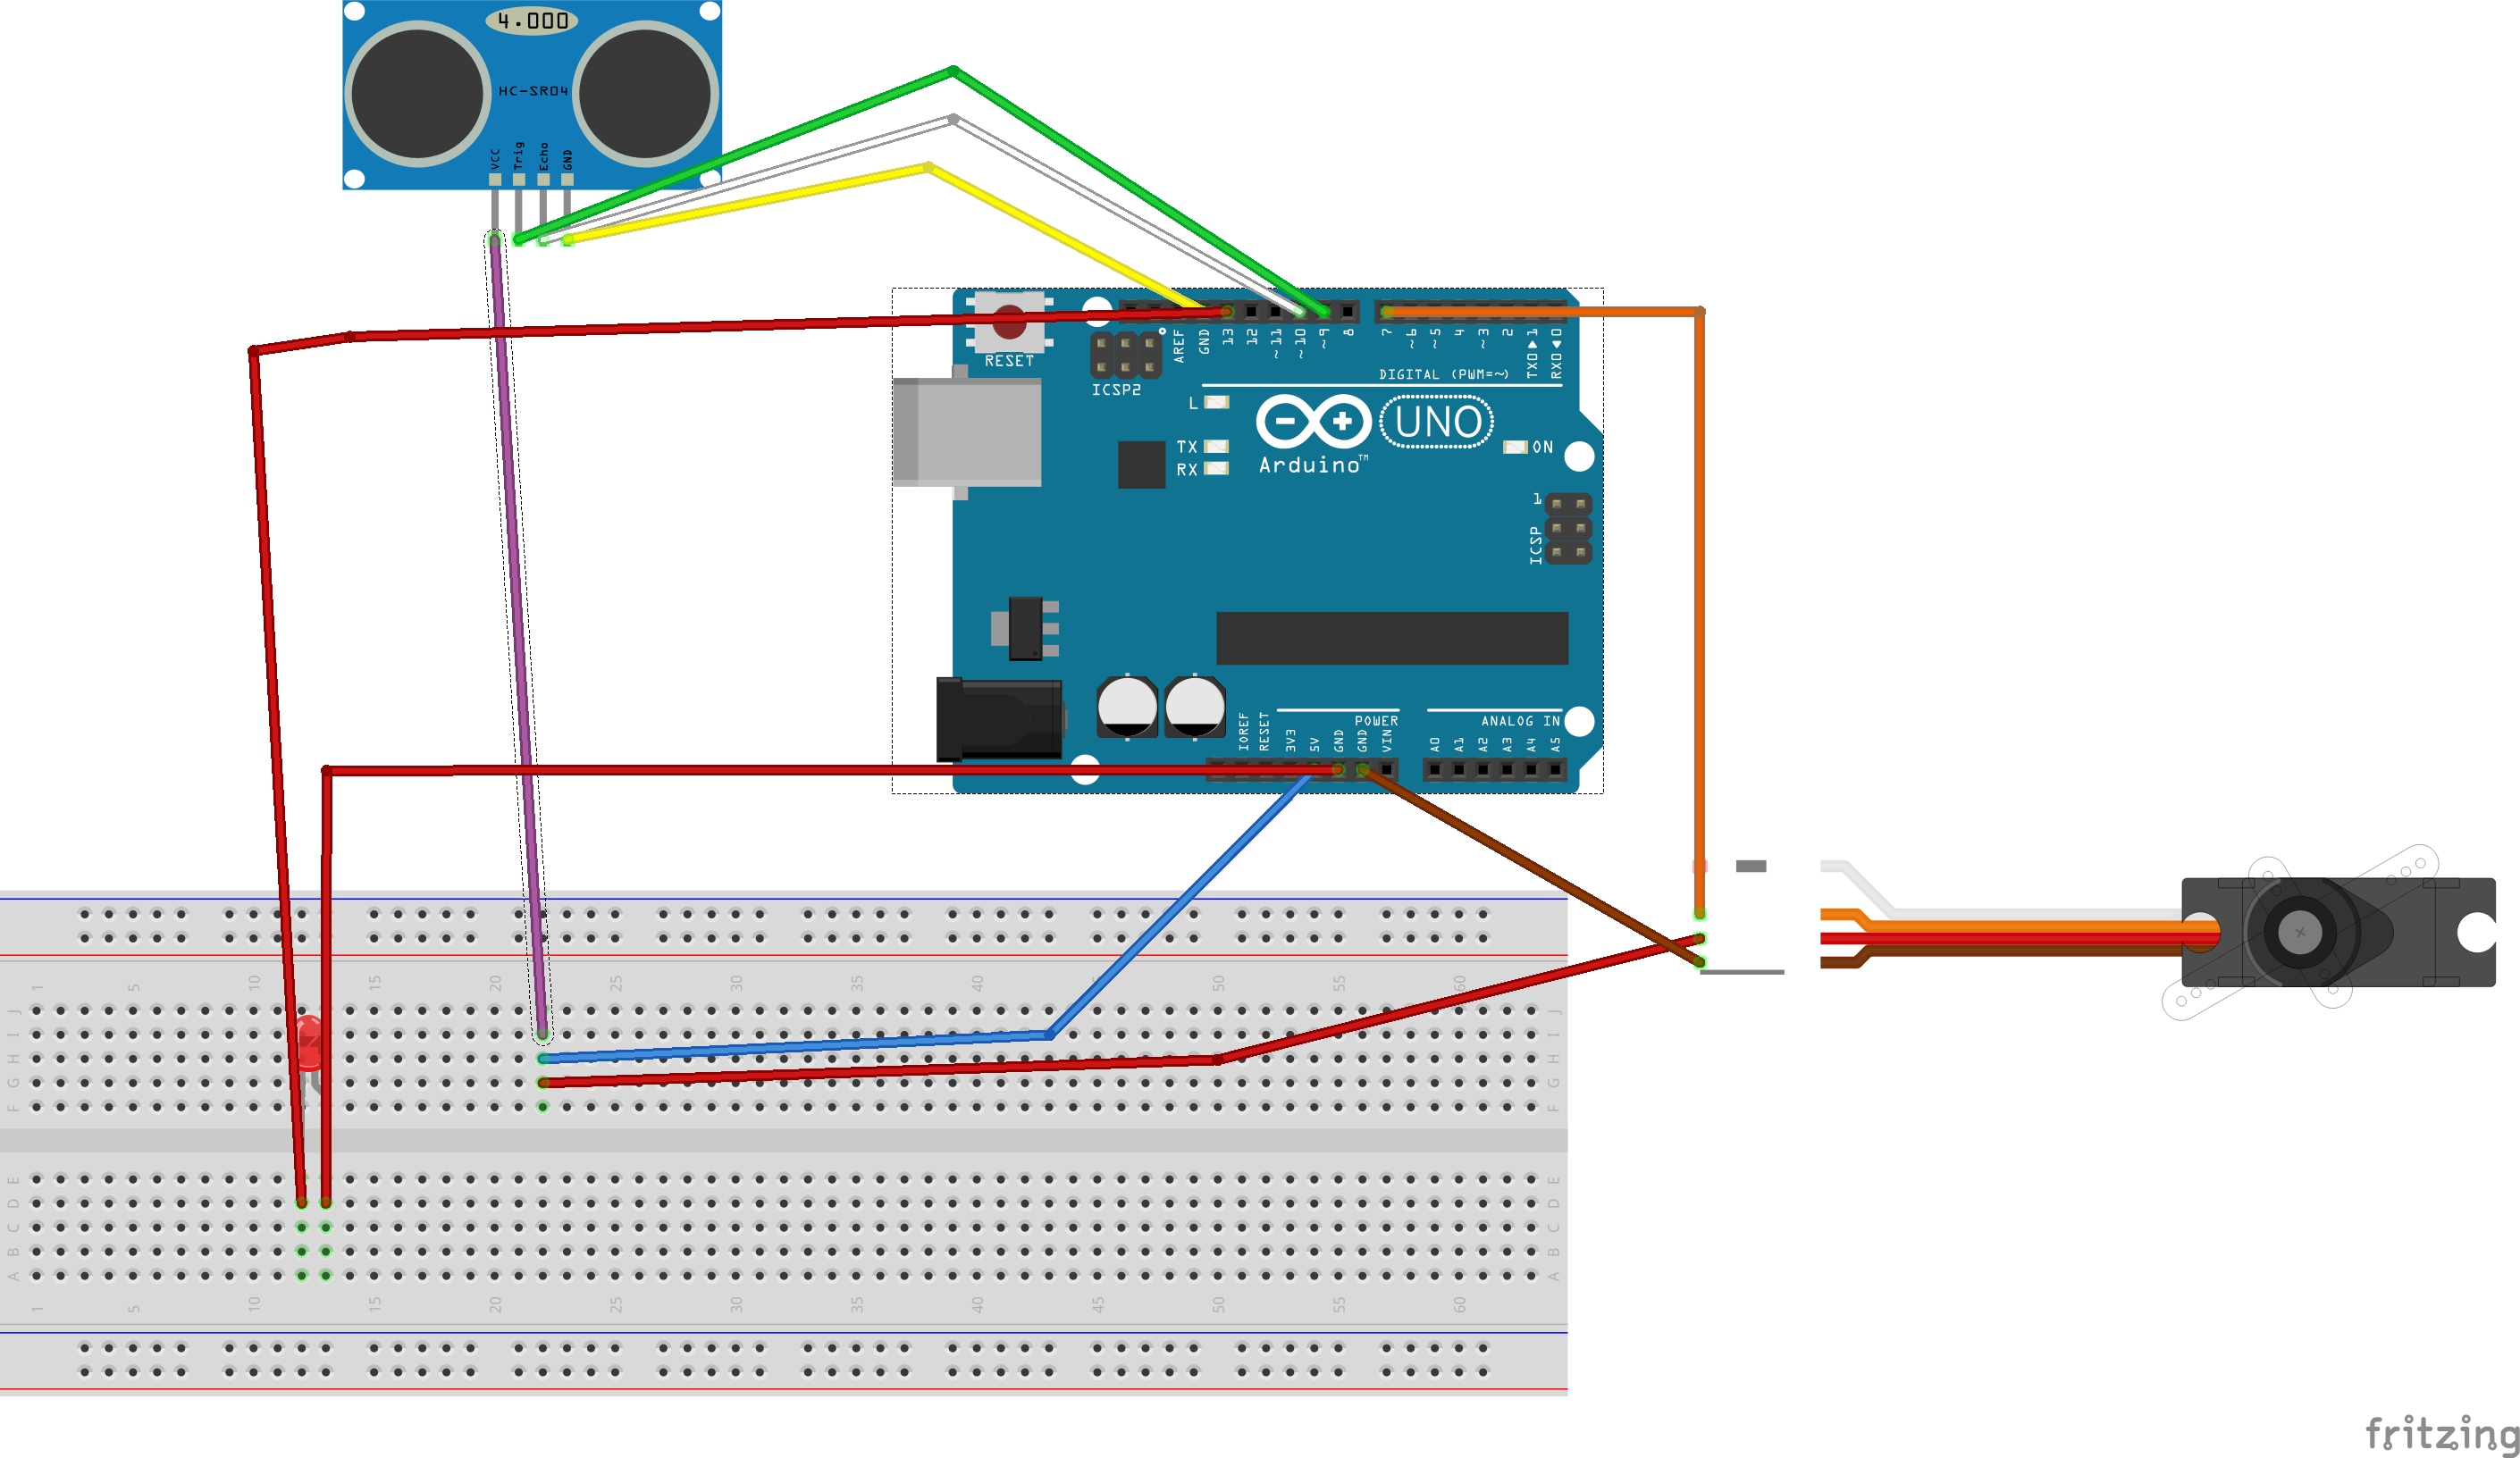 4.000
HC-SR04
VCC Trig Echo GND
RESET
ICSP2
AREF GND 13 12 ~11 ~10 ~9 8 7 ~6 ~5 4 ~3 2 TX0▶1 RX0◀0
DIGITAL (PWM=~)
L
TX
RX
UNO
Arduino™
ON
1
ICSP
POWER ANALOG IN
IOREF RESET 3V3 5V GND GND VIN A0 A1 A2 A3 A4 A5
1 5 10 15 20 25 30 35 40 50 55 60
J J
I I
H H
G G
F F
E E
D D
C C
B B
A A
1 5 10 15 20 25 30 35 40 45 50 55 60
fritzing